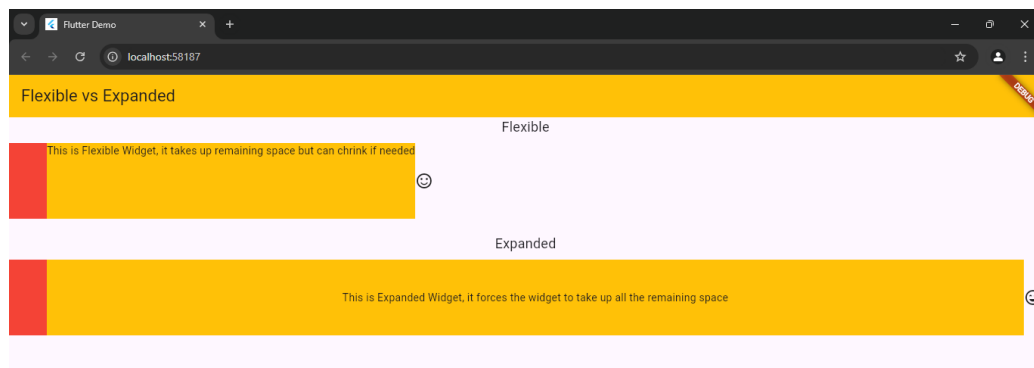 Flutter Demo
localhost:58187
Flexible vs Expanded
DEBUG
Flexible
This is Flexible Widget, it takes up remaining space but can chrink if needed
Expanded
This is Expanded Widget, it forces the widget to take up all the remaining space